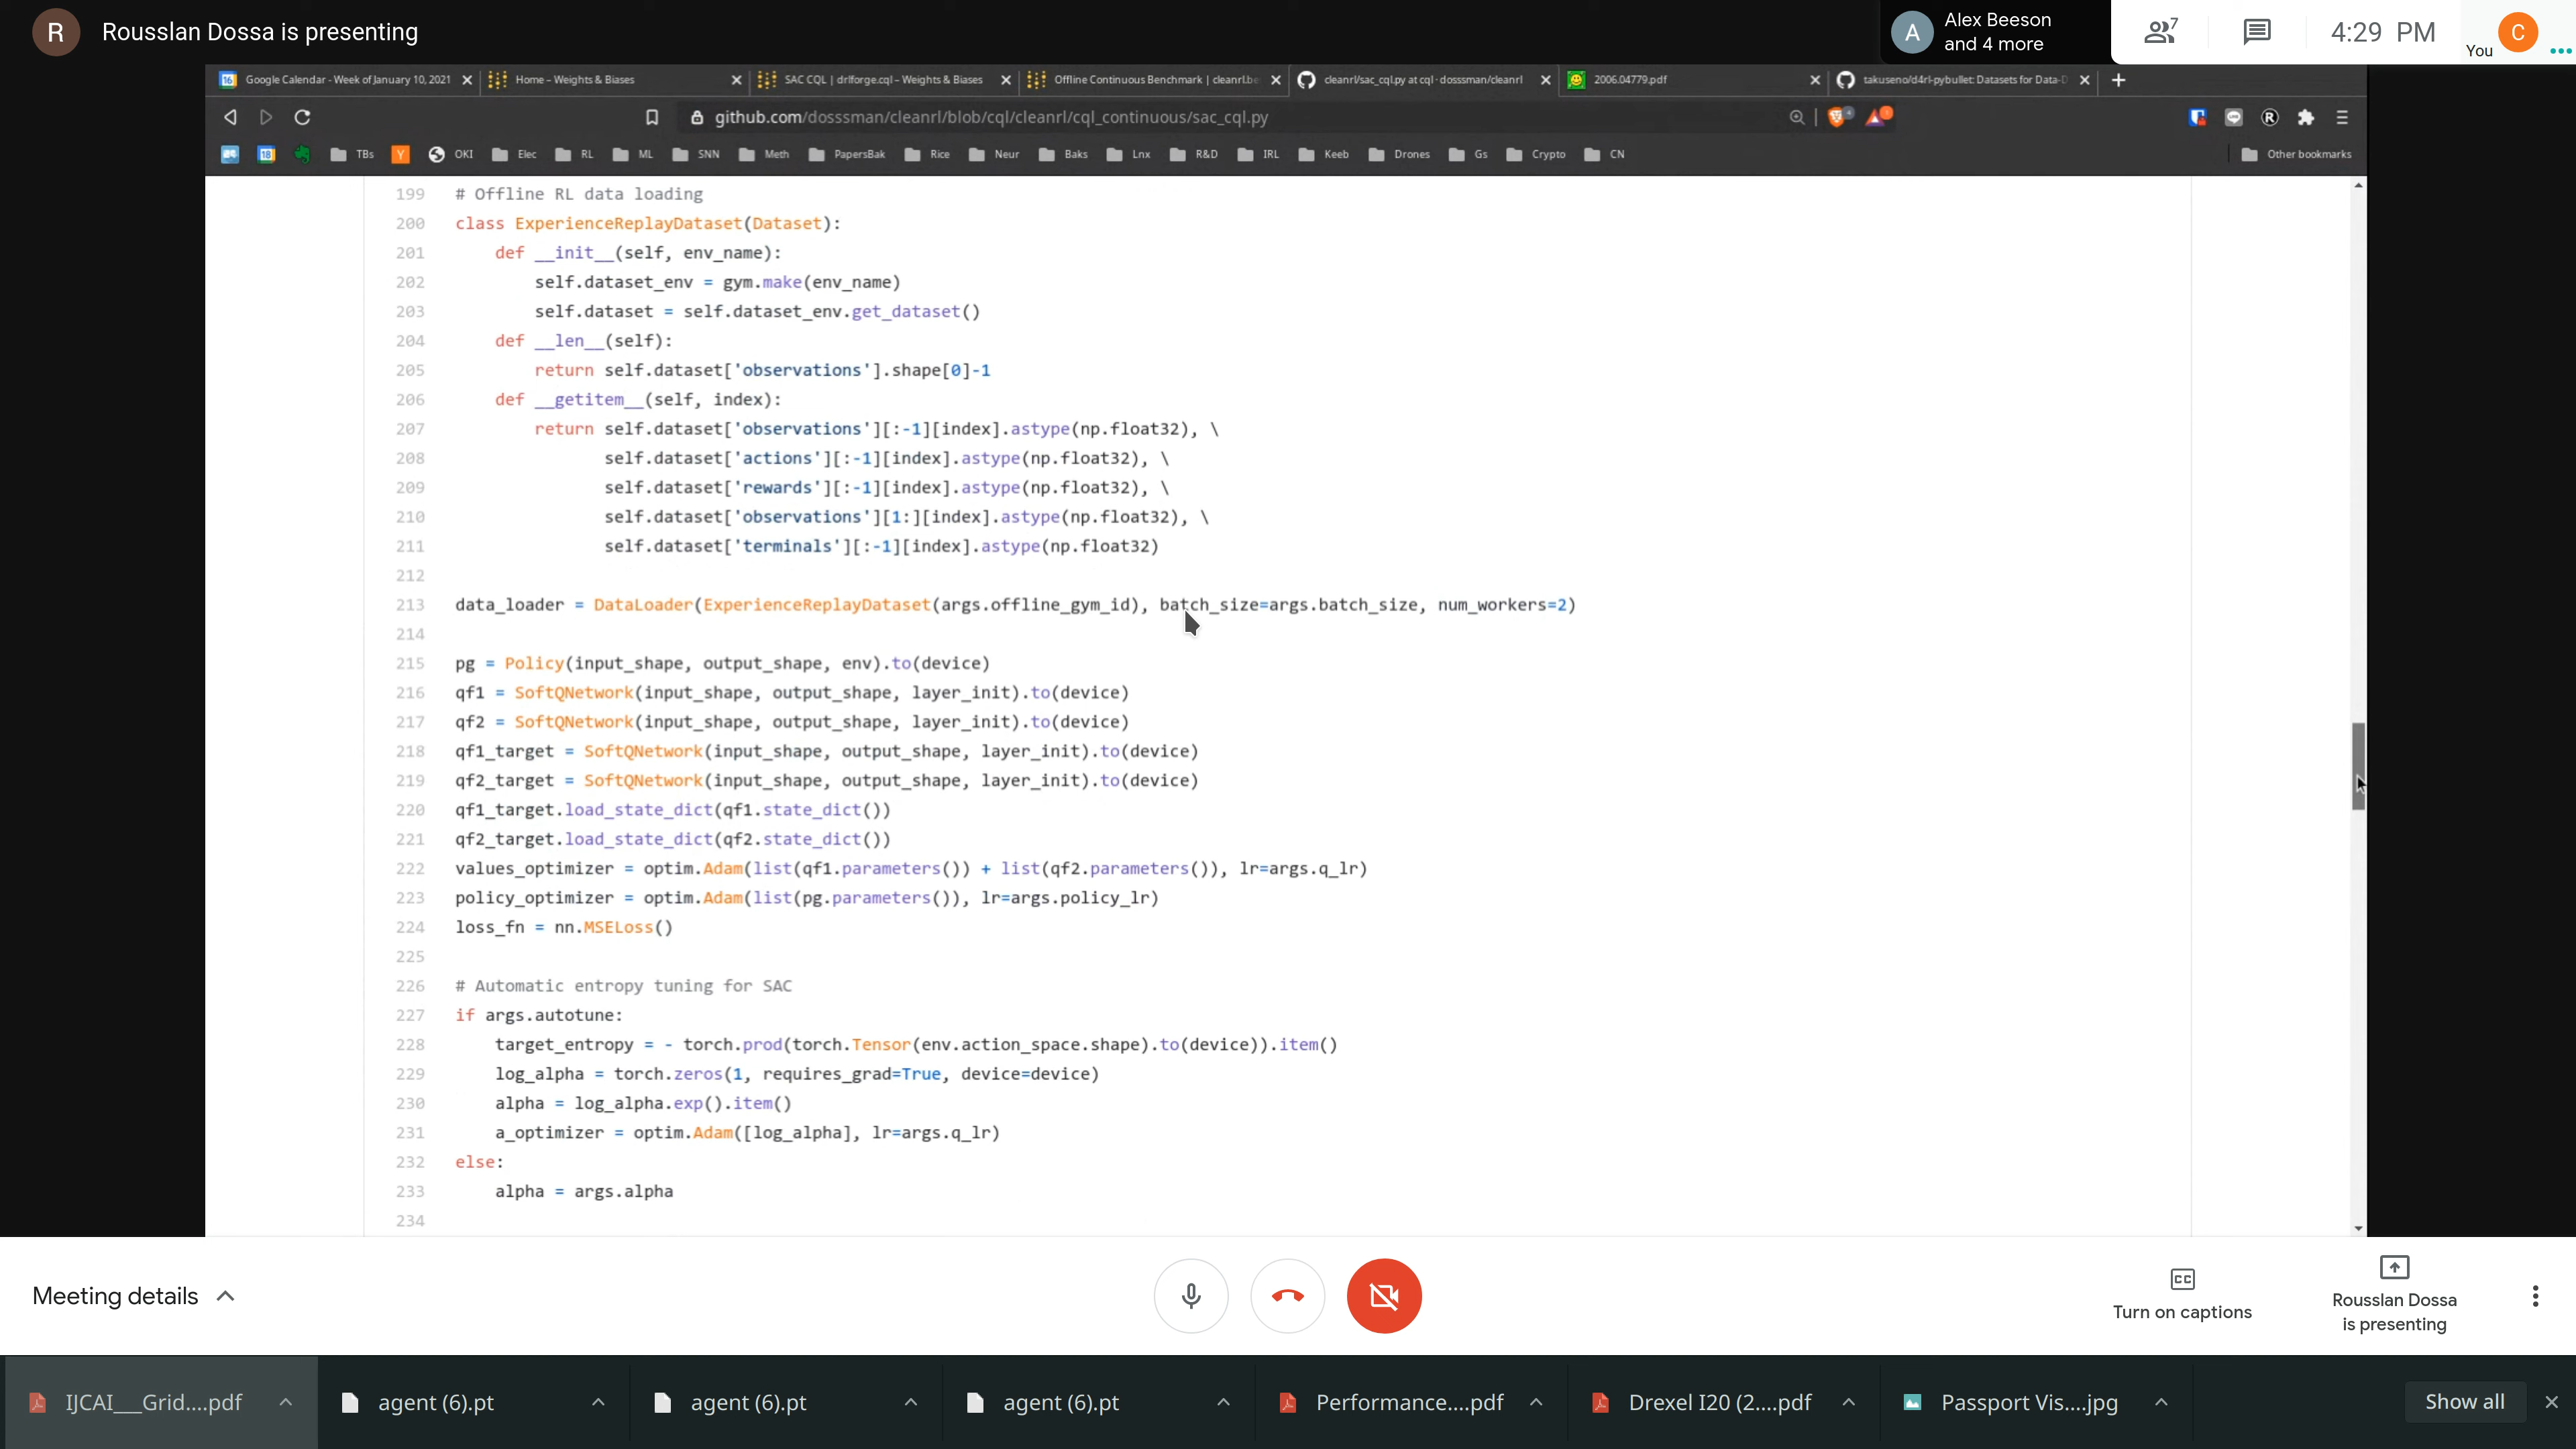 R Rousslan Dossa is presenting
A Alex Beeson
and 4 more
7
4:29 PM
You C
16 Google Calendar - Week of January 10, 2021
Home – Weights & Biases
SAC CQL | drlforge.cql – Weights & Biases
Offline Continuous Benchmark | cleanrl.be
cleanrl/sac_cql.py at cql · dosssman/cleanrl
2006.04779.pdf
takuseno/d4rl-pybullet: Datasets for Data-D
github.com/dosssman/cleanrl/blob/cql/cleanrl/cql_continuous/sac_cql.py
18 TBs Y OKI Elec RL ML SNN Meth PapersBak Rice Neur Baks Lnx R&D IRL Keeb Drones Gs Crypto CN Other bookmarks
199 # Offline RL data loading
200 class ExperienceReplayDataset(Dataset):
201 def __init__(self, env_name):
202 self.dataset_env = gym.make(env_name)
203 self.dataset = self.dataset_env.get_dataset()
204 def __len__(self):
205 return self.dataset['observations'].shape[0]-1
206 def __getitem__(self, index):
207 return self.dataset['observations'][:-1][index].astype(np.float32), \
208 self.dataset['actions'][:-1][index].astype(np.float32), \
209 self.dataset['rewards'][:-1][index].astype(np.float32), \
210 self.dataset['observations'][1:][index].astype(np.float32), \
211 self.dataset['terminals'][:-1][index].astype(np.float32)
212
213 data_loader = DataLoader(ExperienceReplayDataset(args.offline_gym_id), batch_size=args.batch_size, num_workers=2)
214
215 pg = Policy(input_shape, output_shape, env).to(device)
216 qf1 = SoftQNetwork(input_shape, output_shape, layer_init).to(device)
217 qf2 = SoftQNetwork(input_shape, output_shape, layer_init).to(device)
218 qf1_target = SoftQNetwork(input_shape, output_shape, layer_init).to(device)
219 qf2_target = SoftQNetwork(input_shape, output_shape, layer_init).to(device)
220 qf1_target.load_state_dict(qf1.state_dict())
221 qf2_target.load_state_dict(qf2.state_dict())
222 values_optimizer = optim.Adam(list(qf1.parameters()) + list(qf2.parameters()), lr=args.q_lr)
223 policy_optimizer = optim.Adam(list(pg.parameters()), lr=args.policy_lr)
224 loss_fn = nn.MSELoss()
225
226 # Automatic entropy tuning for SAC
227 if args.autotune:
228 target_entropy = - torch.prod(torch.Tensor(env.action_space.shape).to(device)).item()
229 log_alpha = torch.zeros(1, requires_grad=True, device=device)
230 alpha = log_alpha.exp().item()
231 a_optimizer = optim.Adam([log_alpha], lr=args.q_lr)
232 else:
233 alpha = args.alpha
234
Meeting details
CC
Turn on captions
Rousslan Dossa
is presenting
IJCAI___Grid....pdf
agent (6).pt
agent (6).pt
agent (6).pt
Performance....pdf
Drexel I20 (2....pdf
Passport Vis....jpg
Show all